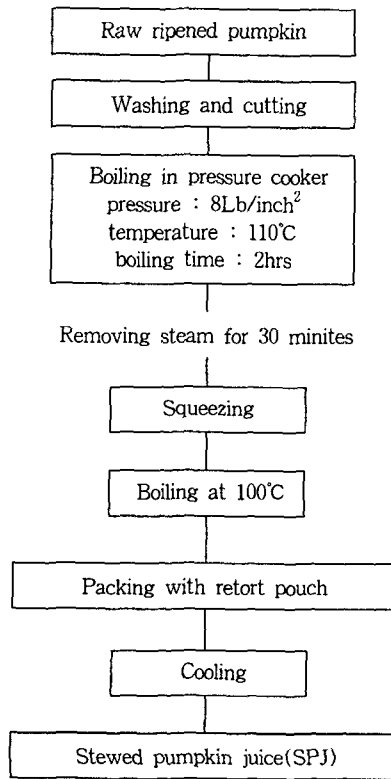 Raw ripened pumpkin
Washing and cutting
Boiling in pressure cooker
pressure : 8Lb/inch²
temperature : 110℃
boiling time : 2hrs
Removing steam for 30 minites
Squeezing
Boiling at 100℃
Packing with retort pouch
Cooling
Stewed pumpkin juice(SPJ)